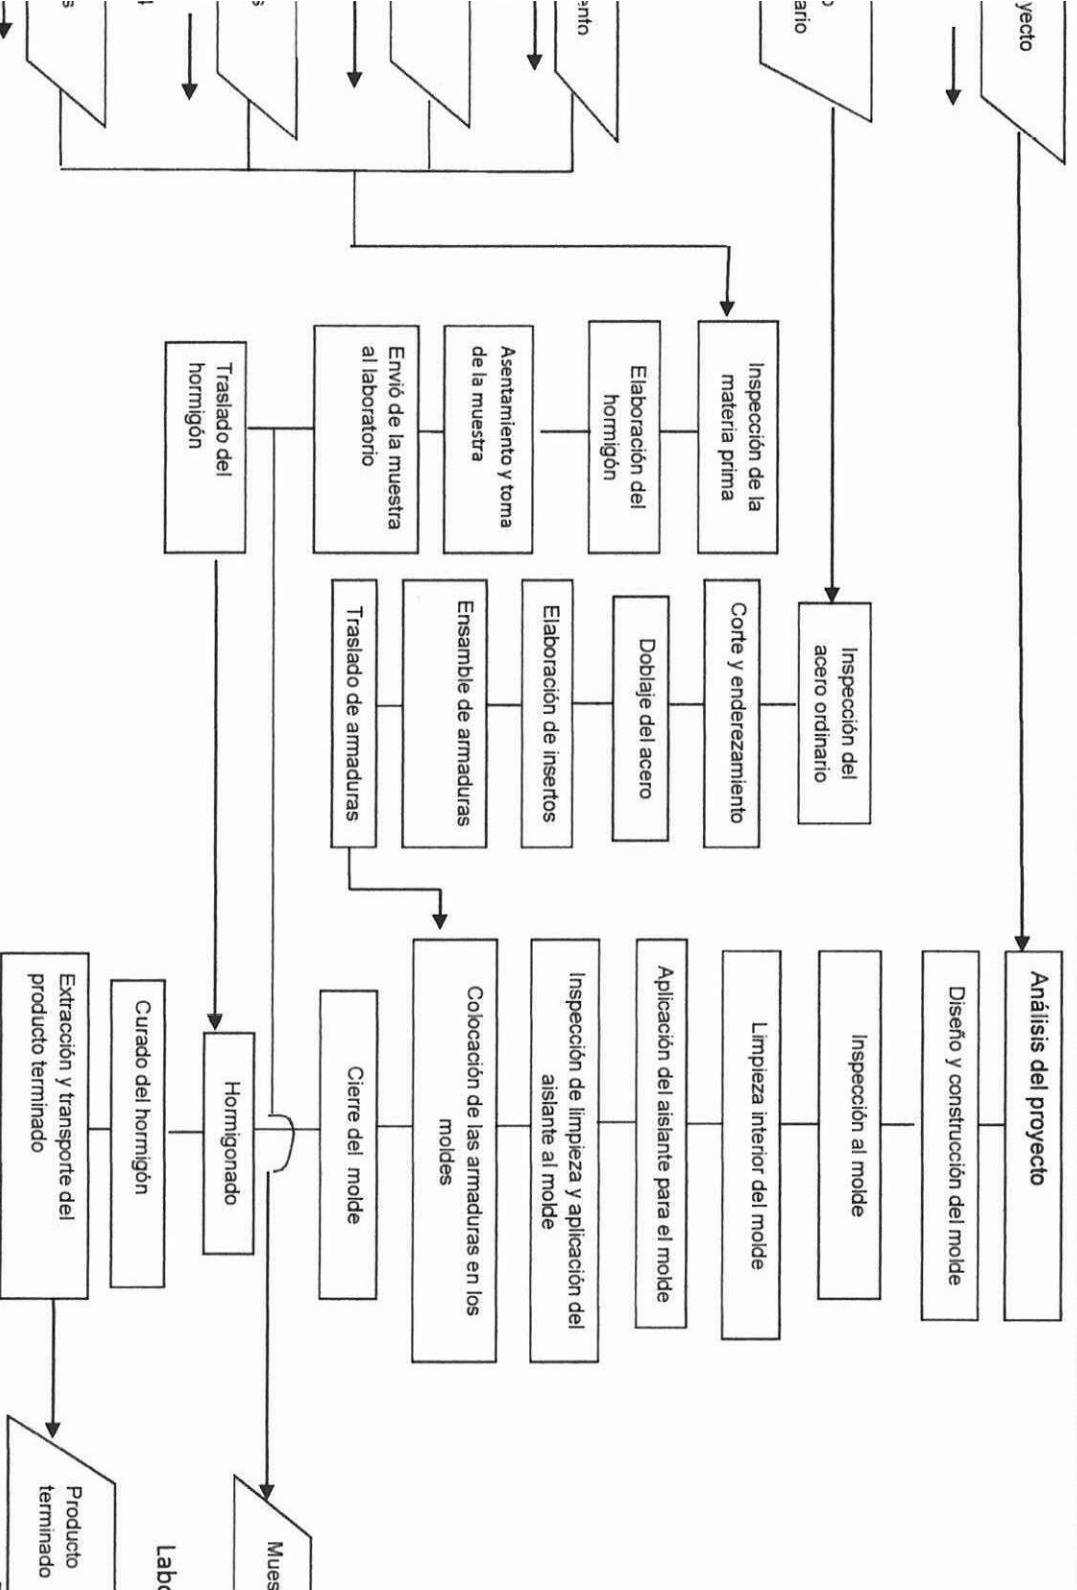 yecto
ario
Inspección de la
materia prima
Elaboración del
hormigón
Asentamiento y toma
de la muestra
Envió de la muestra
al laboratorio
Traslado del
hormigón
Inspección del
acero ordinario
Corte y enderezamiento
Doblaje del acero
Elaboración de insertos
Ensamble de armaduras
Traslado de armaduras
Análisis del proyecto
Diseño y construcción del molde
Inspección al molde
Limpieza interior del molde
Aplicación del aislante para el molde
Inspección de limpieza y aplicación del
aislante al molde
Colocación de las armaduras en los
moldes
Cierre del molde
Hormigonado
Curado del hormigón
Extracción y transporte del
producto terminado
Mues
Labo
Producto
terminado